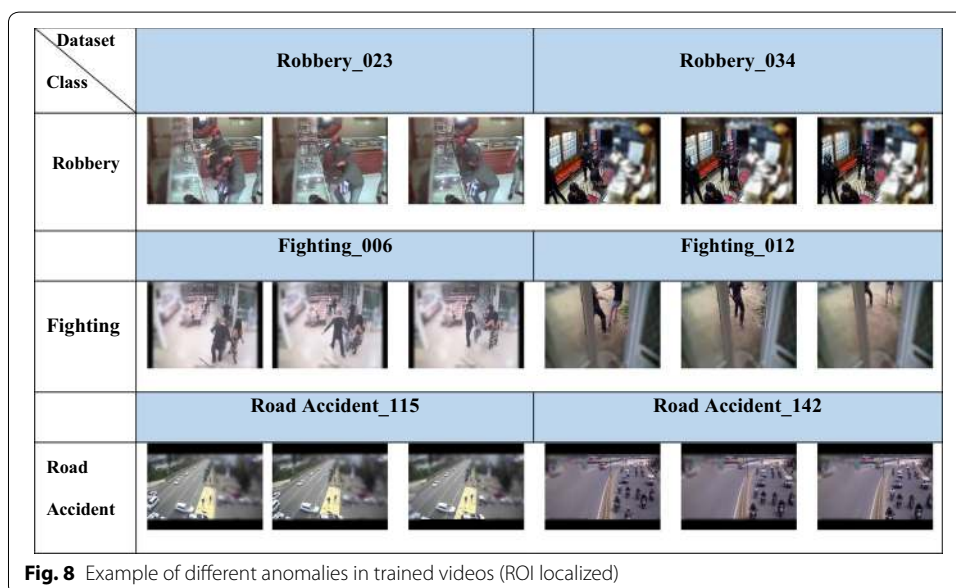 Dataset
Class
Robbery_023
Robbery_034
Robbery
Fighting_006
Fighting_012
Fighting
Road Accident_115
Road Accident_142
Road
Accident
Fig. 8 Example of different anomalies in trained videos (ROI localized)